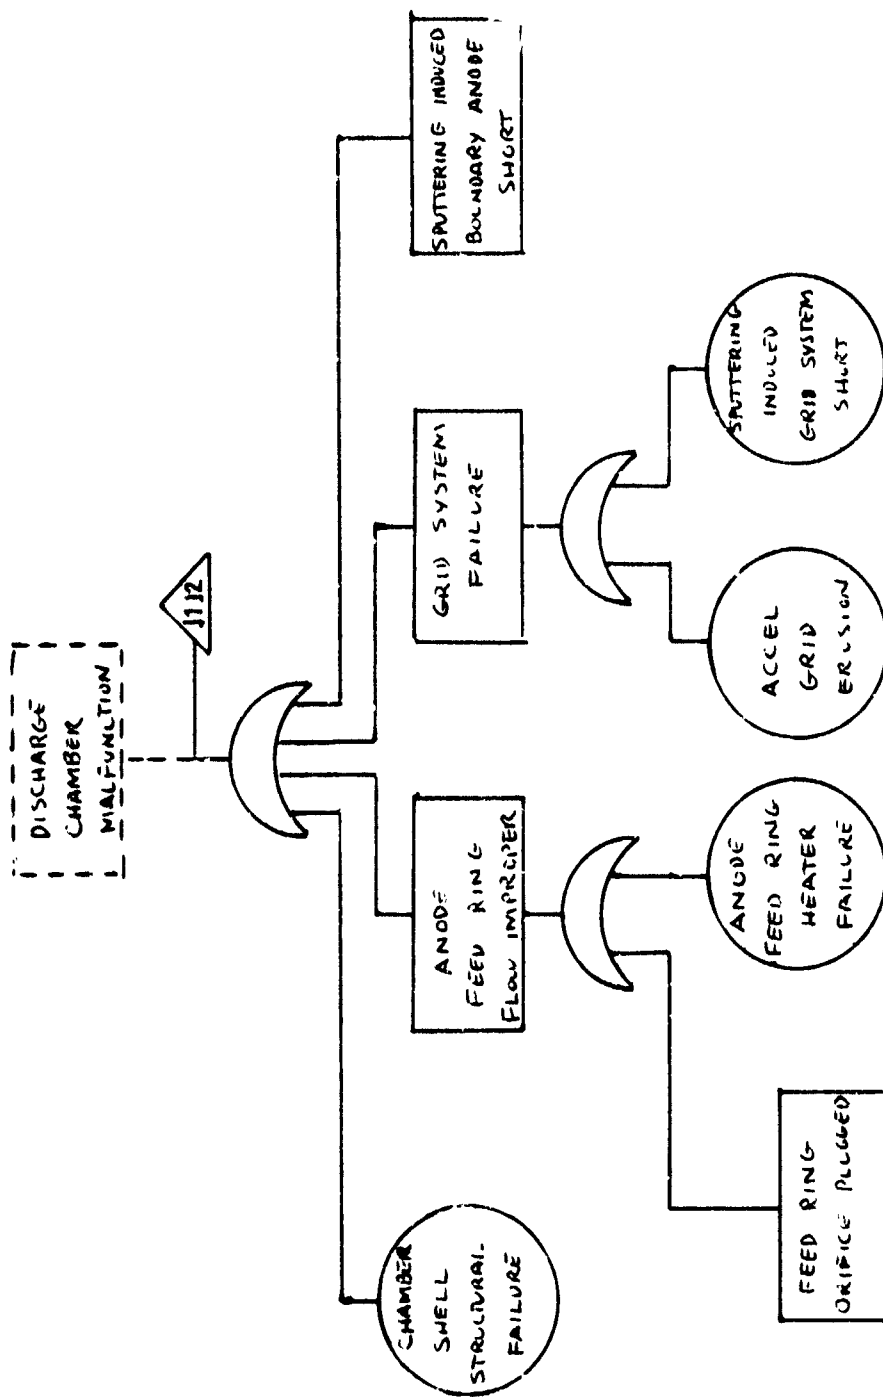 DISCHARGE
CHAMBER
MALFUNCTION
J1J2
CHAMBER
SHELL
STRUCTURAL
FAILURE
ANODE
FEED RING
FLOW IMPROPER
GRID SYSTEM
FAILURE
SPUTTERING INDUCED
BOUNDARY ANODE
SHORT
FEED RING
ORIFICE PLUGGED
ANODE
FEED RING
HEATER
FAILURE
ACCEL
GRID
EROSION
SPUTTERING
INDUCED
GRID SYSTEM
SHORT